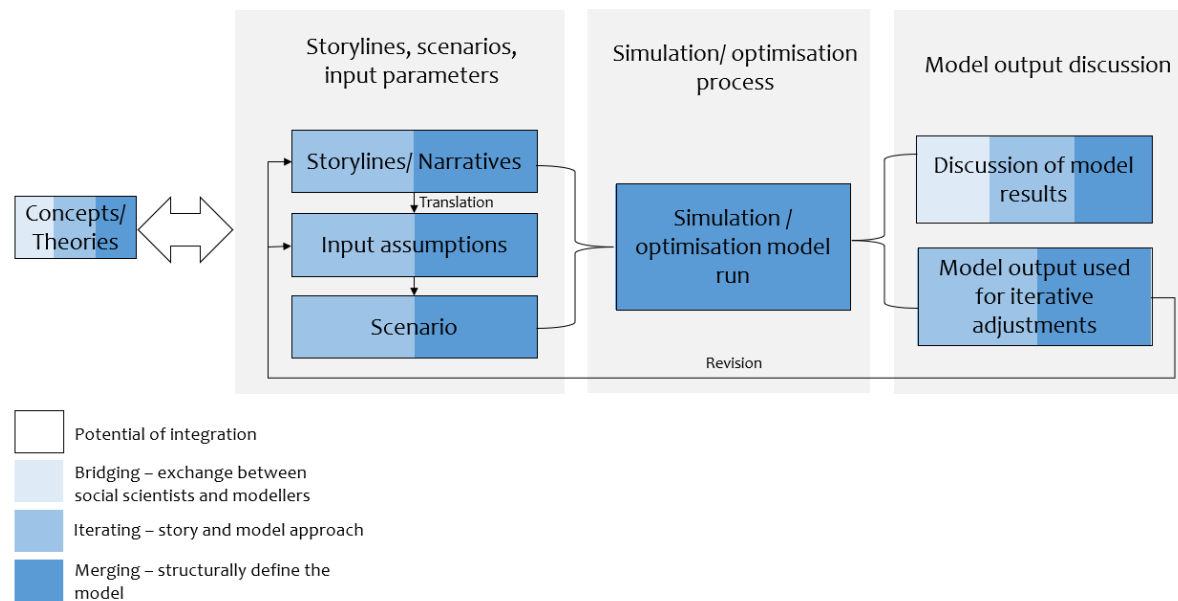 Storylines, scenarios,
input parameters
Simulation/ optimisation
process
Model output discussion
Concepts/
Theories
Storylines/ Narratives
Translation
Input assumptions
Scenario
Simulation /
optimisation model
run
Discussion of model
results
Model output used
for iterative
adjustments
Revision
Potential of integration
Bridging – exchange between
social scientists and modellers
Iterating – story and model approach
Merging – structurally define the
model